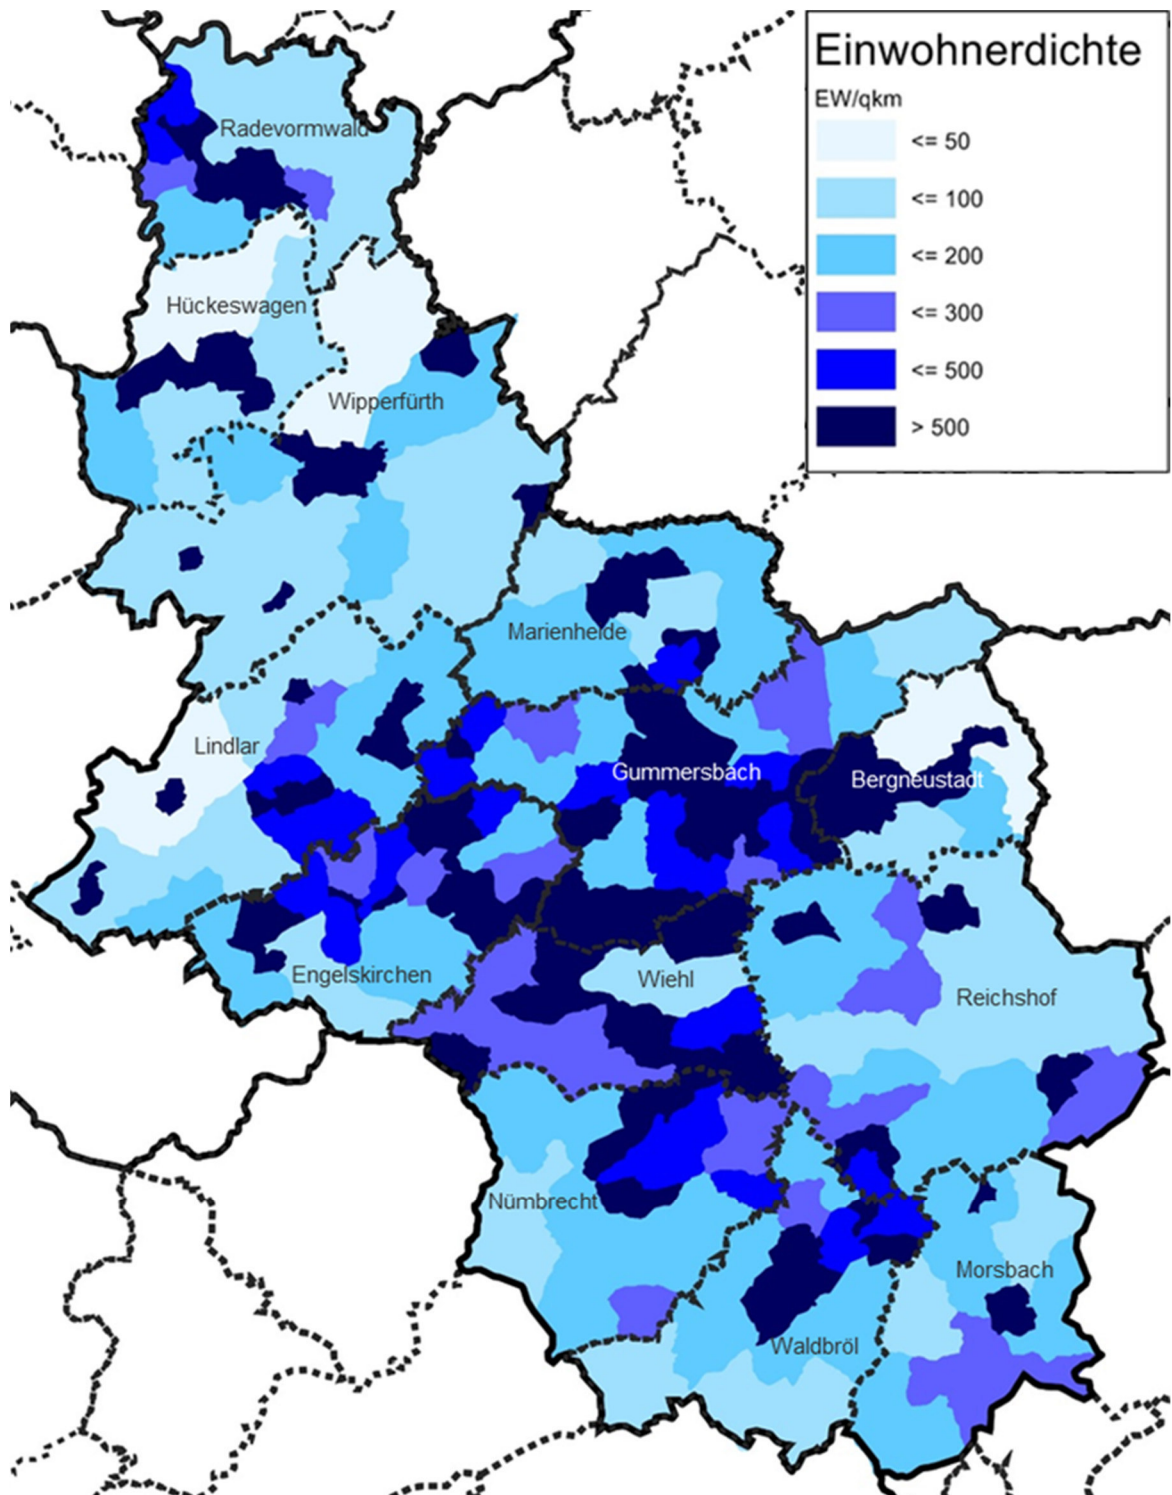 Einwohnerdichte
EW/qkm
<= 50
<= 100
<= 200
<= 300
<= 500
> 500
Radevormwald
Hückeswagen
Wipperfürth
Marienheide
Lindlar
Gummersbach
Bergneustadt
Engelskirchen
Wiehl
Reichshof
Nümbrecht
Morsbach
Waldbröl